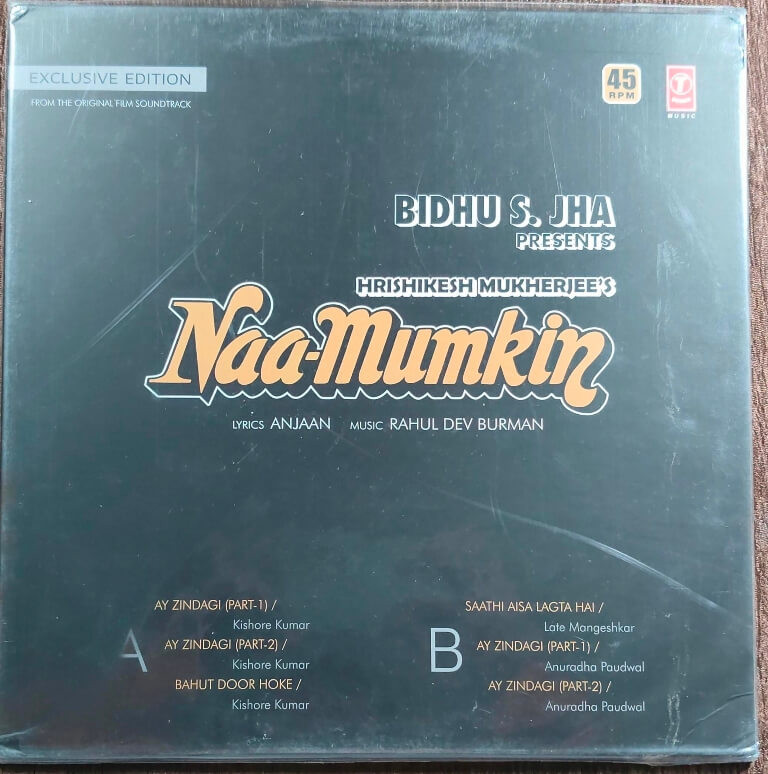 EXCLUSIVE EDITION
FROM THE ORIGINAL FILM SOUNDTRACK
45
RPM
T
MUSIC
BIDHU S. JHA
PRESENTS
HRISHIKESH MUKHERJEE'S
Naa-Mumkin
LYRICS ANJAAN MUSIC RAHUL DEV BURMAN
A
AY ZINDAGI (PART-1) /
Kishore Kumar
AY ZINDAGI (PART-2) /
Kishore Kumar
BAHUT DOOR HOKE /
Kishore Kumar
B
SAATHI AISA LAGTA HAI /
Late Mangeshkar
AY ZINDAGI (PART-1) /
Anuradha Paudwal
AY ZINDAGI (PART-2) /
Anuradha Paudwal